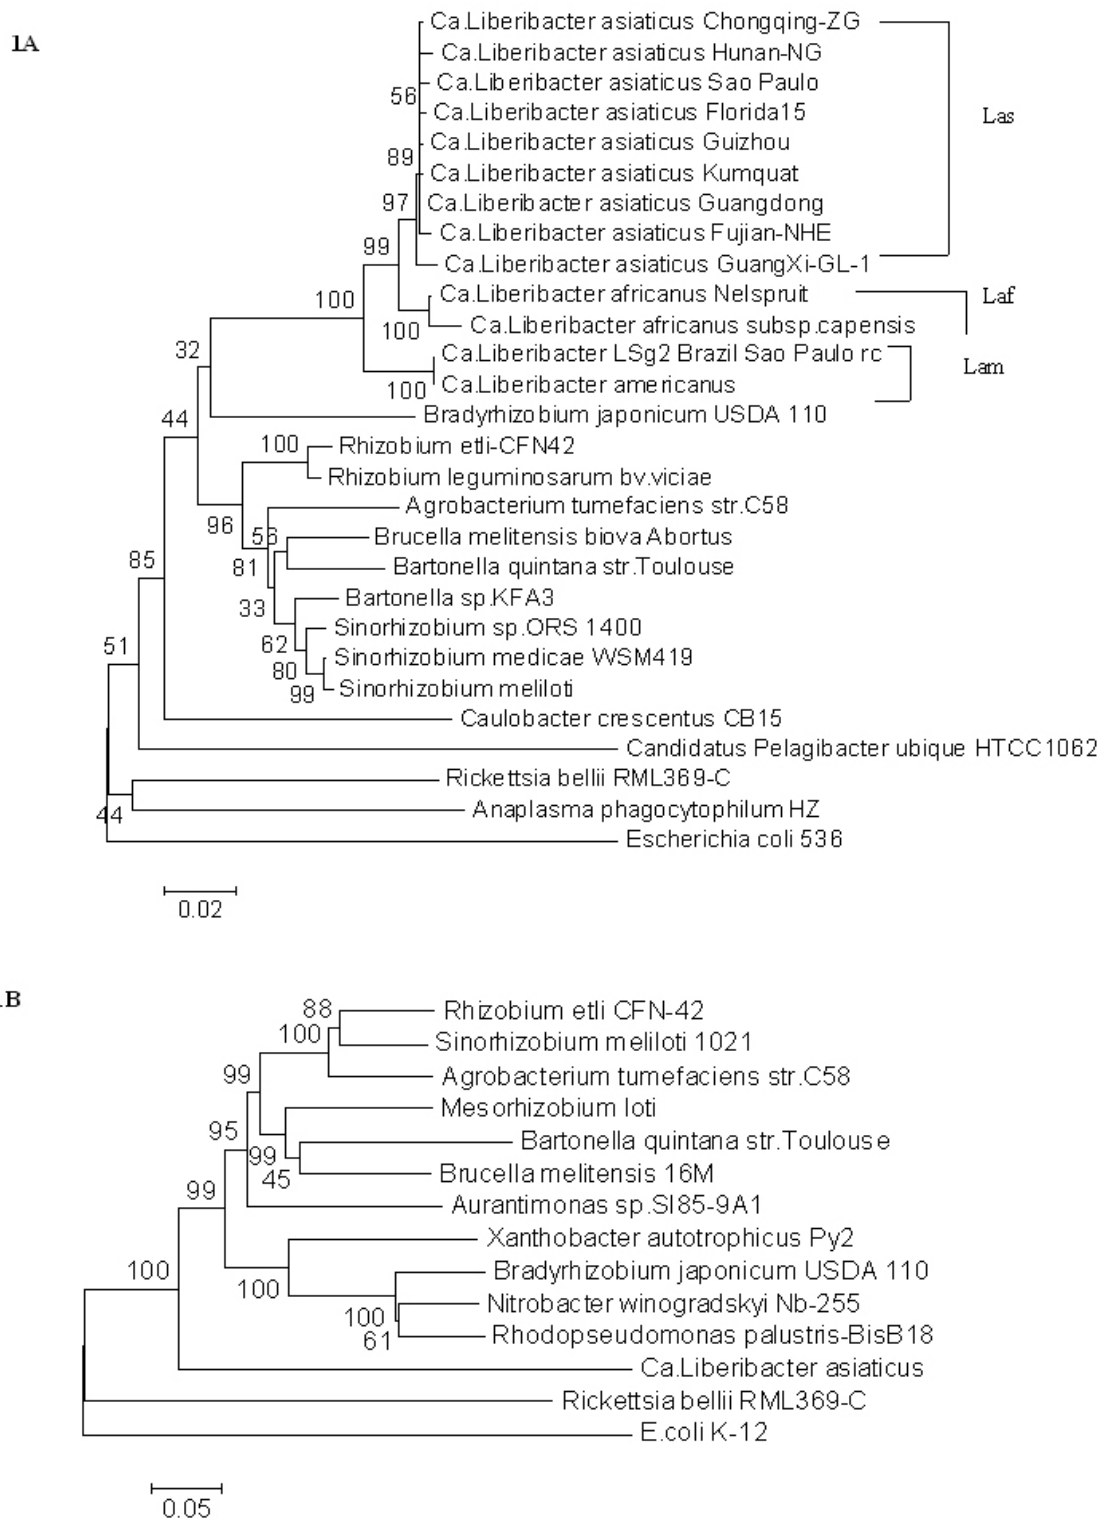 1A
Ca.Liberibacter asiaticus Chongqing-ZG
Ca.Liberibacter asiaticus Hunan-NG
Ca.Liberibacter asiaticus Sao Paulo
56
Ca.Liberibacter asiaticus Florida15
Las
Ca.Liberibacter asiaticus Guizhou
89
Ca.Liberibacter asiaticus Kumquat
97
Ca.Liberibacter asiaticus Guangdong
Ca.Liberibacter asiaticus Fujian-NHE
99
Ca.Liberibacter asiaticus GuangXi-GL-1
Ca.Liberibacter africanus Nelspruit
Laf
100
Ca.Liberibacter africanus subsp.capensis
100
Ca.Liberibacter LSg2 Brazil Sao Paulo rc
32
Lam
Ca.Liberibacter americanus
100
Bradyrhizobium japonicum USDA 110
44
100
Rhizobium etli-CFN42
Rhizobium leguminosarum bv.viciae
Agrobacterium tumefaciens str.C58
96
56
Brucella melitensis biova Abortus
85
81
Bartonella quintana str.Toulouse
Bartonella sp.KFA3
33
Sinorhizobium sp.ORS 1400
51
62
Sinorhizobium medicae WSM419
80
Sinorhizobium meliloti
99
Caulobacter crescentus CB15
Candidatus Pelagibacter ubique HTCC1062
Rickettsia bellii RML369-C
Anaplasma phagocytophilum HZ
44
Escherichia coli 536
0.02
B
88
Rhizobium etli CFN-42
100
Sinorhizobium meliloti 1021
99
Agrobacterium tumefaciens str.C58
Mesorhizobium loti
95
Bartonella quintana str.Toulouse
99
45
Brucella melitensis 16M
99
Aurantimonas sp.SI85-9A1
Xanthobacter autotrophicus Py2
100
Bradyrhizobium japonicum USDA 110
100
Nitrobacter winogradskyi Nb-255
100
Rhodopseudomonas palustris-BisB18
61
Ca.Liberibacter asiaticus
Rickettsia bellii RML369-C
E.coli K-12
0.05